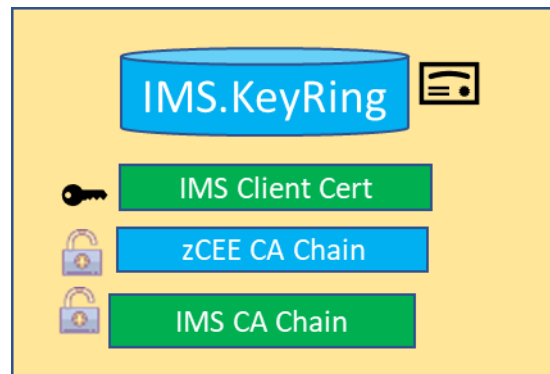 IMS.KeyRing
IMS Client Cert
zCEE CA Chain
IMS CA Chain